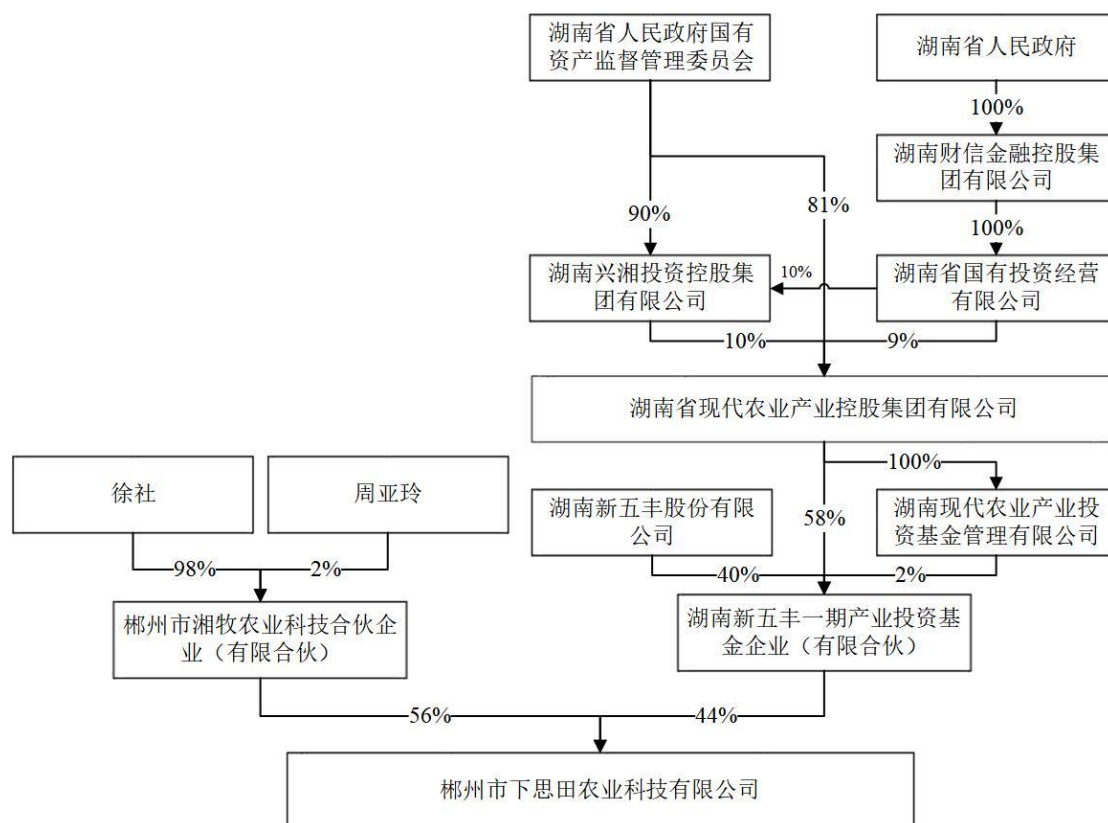 湖南省人民政府国有
资产监督管理委员会
湖南省人民政府
100%
湖南财信金融控股集
团有限公司
90%
81%
100%
湖南兴湘投资控股集
团有限公司
10%
湖南省国有投资经营
有限公司
10%
9%
湖南省现代农业产业控股集团有限公司
100%
徐社
周亚玲
湖南新五丰股份有限
公司
58%
湖南现代农业产业投
资基金管理有限公司
98%
2%
40%
2%
郴州市湘牧农业科技合伙企
业（有限合伙）
湖南新五丰一期产业投资基
金企业（有限合伙）
56%
44%
郴州市下思田农业科技有限公司